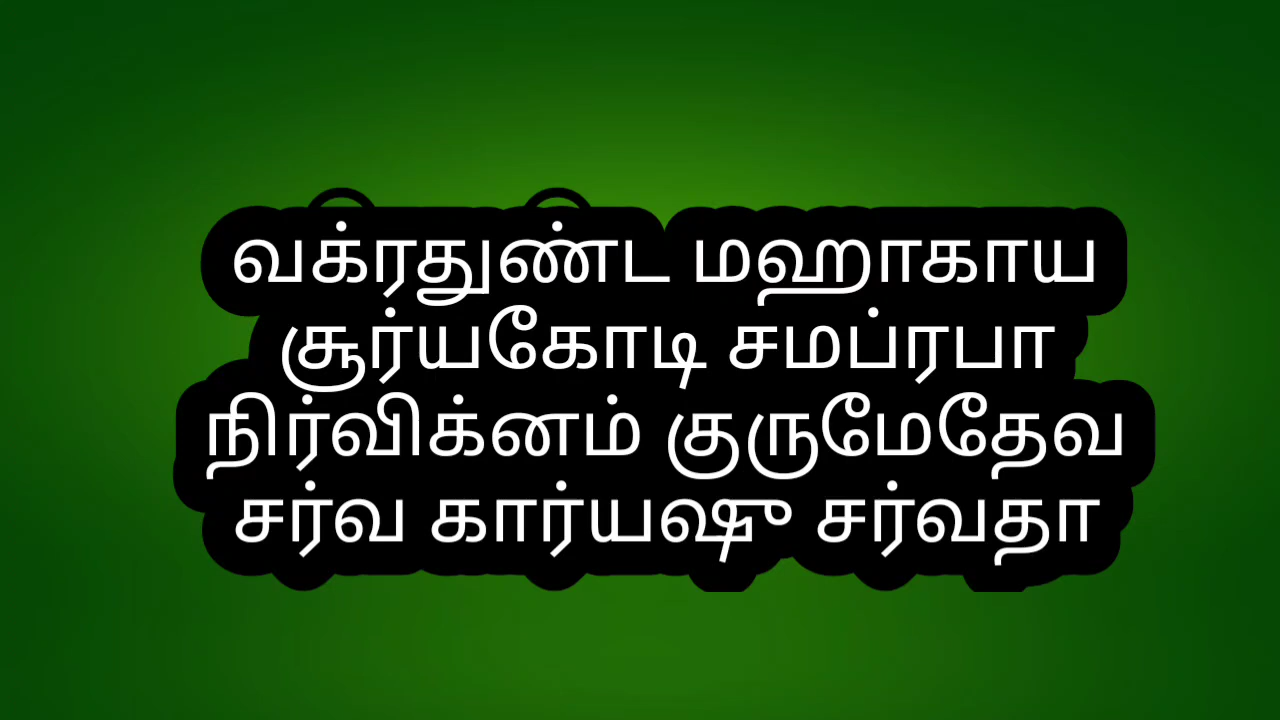 வக்ரதுண்ட மஹாகாய
சூர்யகோடி சமப்ரபா
நிர்விக்னம் குருமேதேவ
சர்வ கார்யஷு சர்வதா